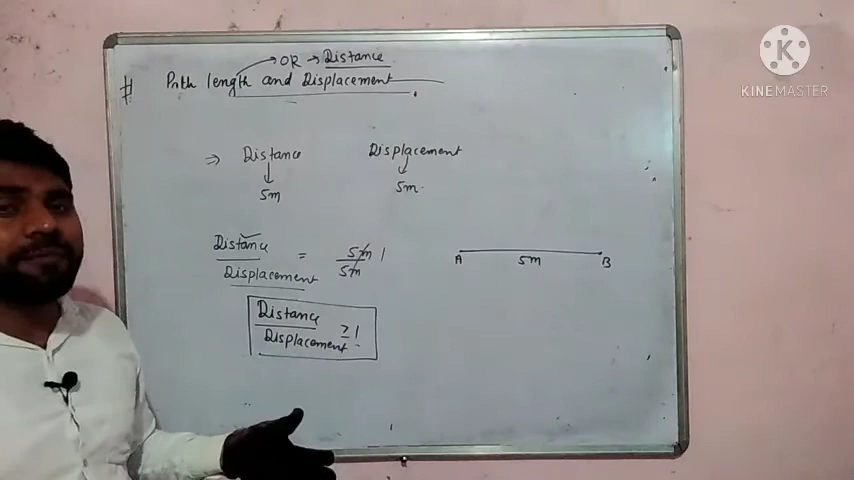 → OR → Distance
# Path length and Displacement
⇒ Distance Displacement
↓ ↓
5m 5m
Distance / Displacement = 5m / 5m 1
A 5m B
Distance / Displacement ≥ 1
K
KINEMASTER